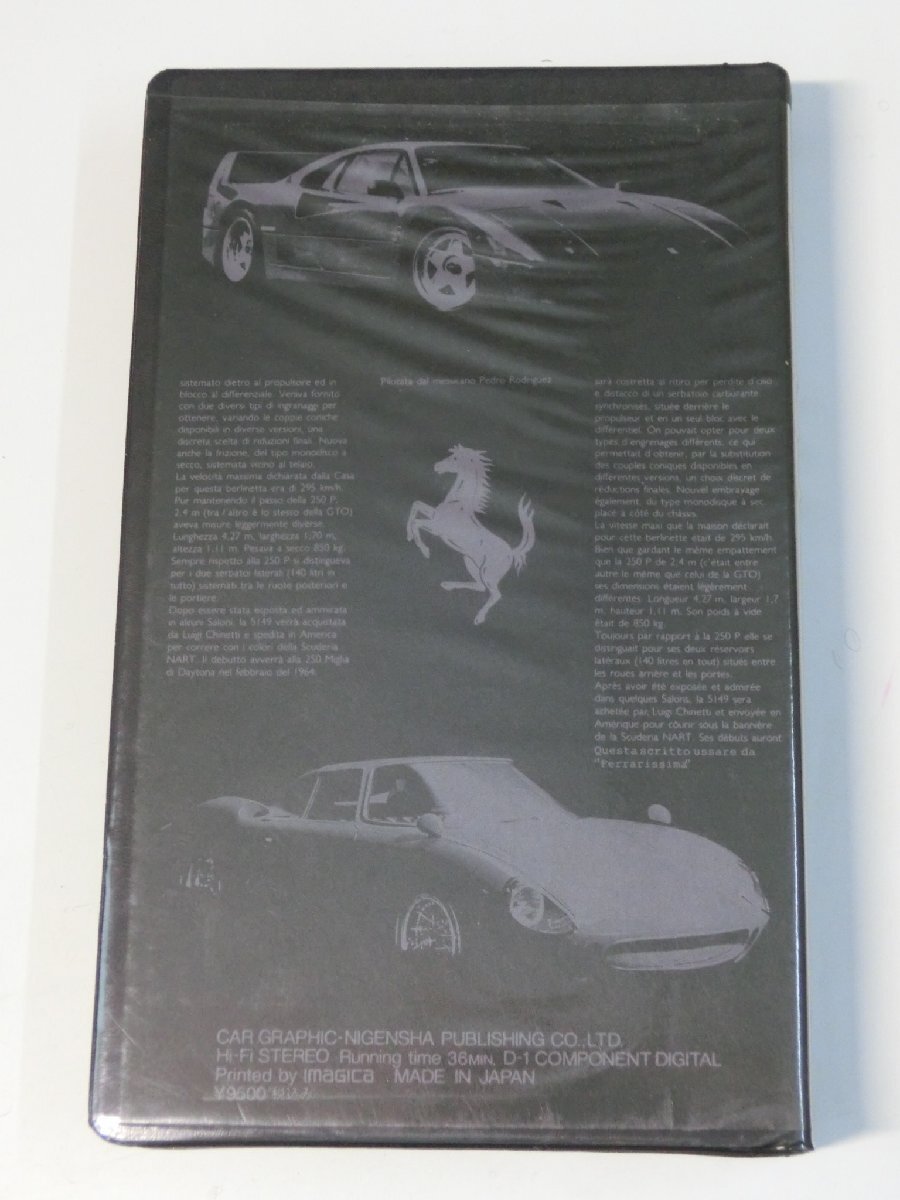 sistemato dietro al propulsore ed in
blocco al differenziale. Veniva fornito
con due diversi tipi di ingranaggi per
ottenere, variando le coppie coniche
disponibili in diverse versioni, una
discreta scelta di riduzioni finali. Nuova
anche la frizione, del tipo monodisco a
secco, sistemata vicino al telaio.
La velocità massima dichiarata dalla Casa
per questa berlinetta era di 295 km/h.
Pur mantenendo il passo della 250 P,
2.4 m (tra l'altro è lo stesso della GTO)
aveva misure leggermente diverse.
Lunghezza 4,27 m, larghezza 1,70 m,
altezza 1,11 m. Pesava a secco 850 kg.
Sempre rispetto alla 250 P si distingueva
per i due serbatoi laterali (140 litri in
tutto) sistemati tra le ruote posteriori e
le portiere.
Dopo essere stata esposta ed ammirata
in alcuni Saloni, la 5149 verrà acquistata
da Luigi Chinetti e spedita in America
per correre con i colori della Scuderia
NART. Il debutto avverrà alla 250 Miglia
di Daytona nel febbraio del 1964.
Pilotata dal messicano Pedro Rodriguez
sarà costretta al ritiro per perdite d'olio
e distacco di un serbatoio carburante.
synchronisés, située derrière le
propulseur et en un seul bloc avec le
différentiel. On pouvait opter pour deux
types d'engrenages différents, ce qui
permettait d'obtenir, par la substitution
des couples coniques disponibles en
différentes versions, un choix discret de
réductions finales. Nouvel embrayage
également, du type monodisque à sec,
placé à côté du châssis.
La vitesse maxi que la maison déclarait
pour cette berlinette était de 295 km/h.
Bien que gardant le même empattement
que la 250 P de 2,4 m (c'était entre
autre le même que celui de la GTO)
ses dimensions étaient légèrement
différentes. Longueur 4,27 m, largeur 1,7
m, hauteur 1,11 m. Son poids à vide
était de 850 kg.
Toujours par rapport à la 250 P elle se
distinguait pour ses deux réservoirs
latéraux (140 litres en tout) situés entre
les roues arrière et les portes.
Après avoir été exposée et admirée
dans quelques Salons, la 5149 sera
achetée par Luigi Chinetti et envoyée en
Amérique pour courir sous la bannière
de la Scuderia NART. Ses débuts auront
Questa scritto ussare da
"Ferrarissima"
CAR GRAPHIC-NIGENSHA PUBLISHING CO.,LTD.
Hi-Fi STEREO Running time 36MIN. D-1 COMPONENT DIGITAL
Printed by IMAGICA MADE IN JAPAN
¥9500 税込み